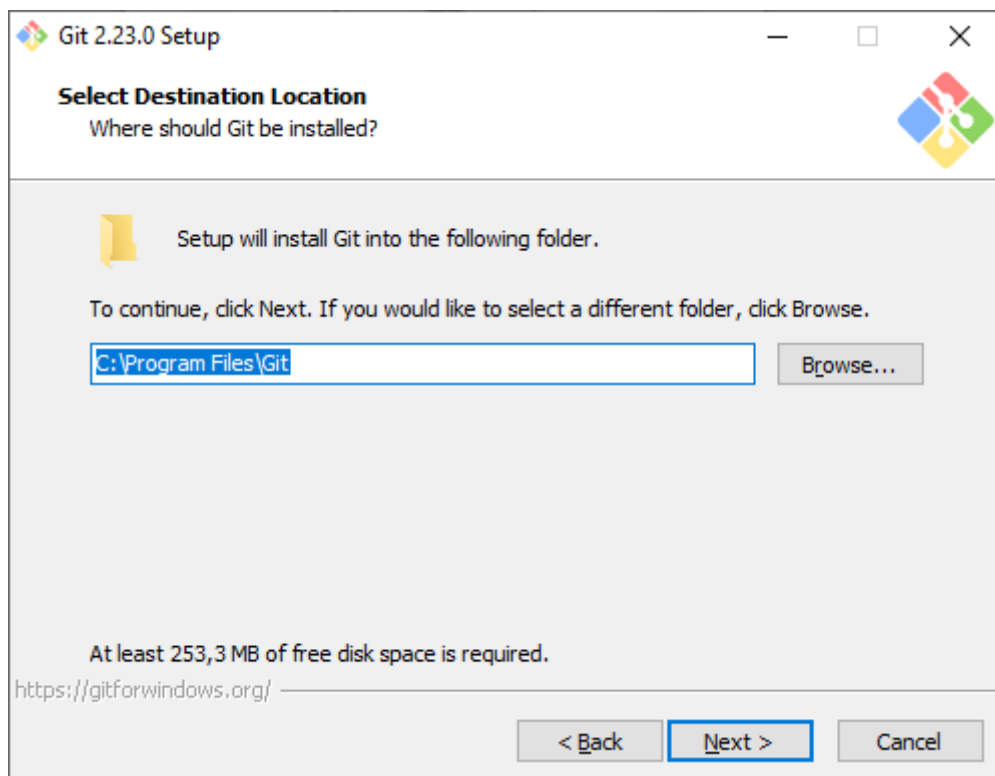 Git 2.23.0 Setup
Select Destination Location
Where should Git be installed?
Setup will install Git into the following folder.
To continue, click Next. If you would like to select a different folder, click Browse.
C:\Program Files\Git
Browse...
At least 253,3 MB of free disk space is required.
https://gitforwindows.org/
< Back
Next >
Cancel